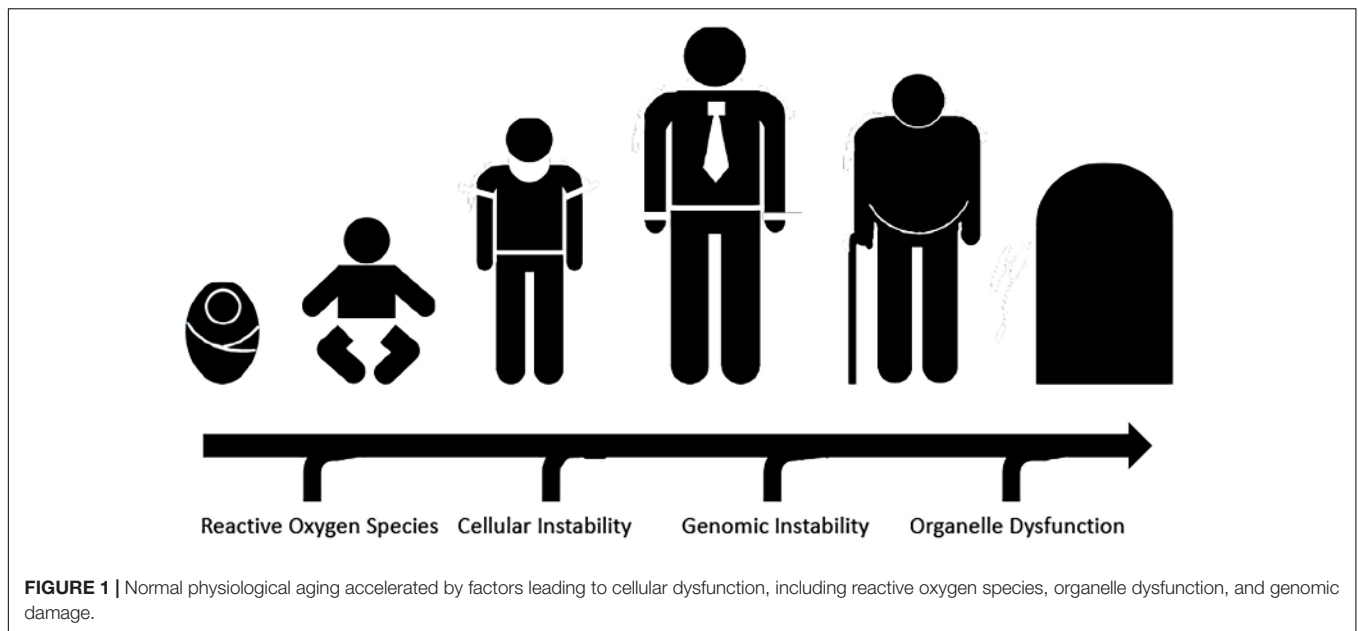 Reactive Oxygen Species Cellular Instability Genomic Instability Organelle Dysfunction
FIGURE 1 | Normal physiological aging accelerated by factors leading to cellular dysfunction, including reactive oxygen species, organelle dysfunction, and genomic
damage.